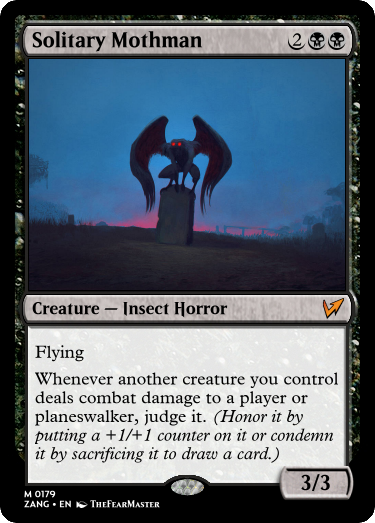 Solitary Mothman 2
Creature — Insect Horror
Flying
Whenever another creature you control
deals combat damage to a player or
planeswalker, judge it. (Honor it by
putting a +1/+1 counter on it or condemn
it by sacrificing it to draw a card.)
3/3
M 0179
ZANG • EN TheFearMaster